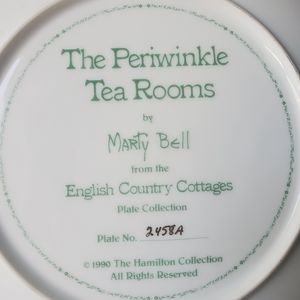 The Periwinkle
Tea Rooms
by
Marty Bell
from the
English Country Cottages
Plate Collection
Plate No. 2458A
© 1990 The Hamilton Collection
All Rights Reserved